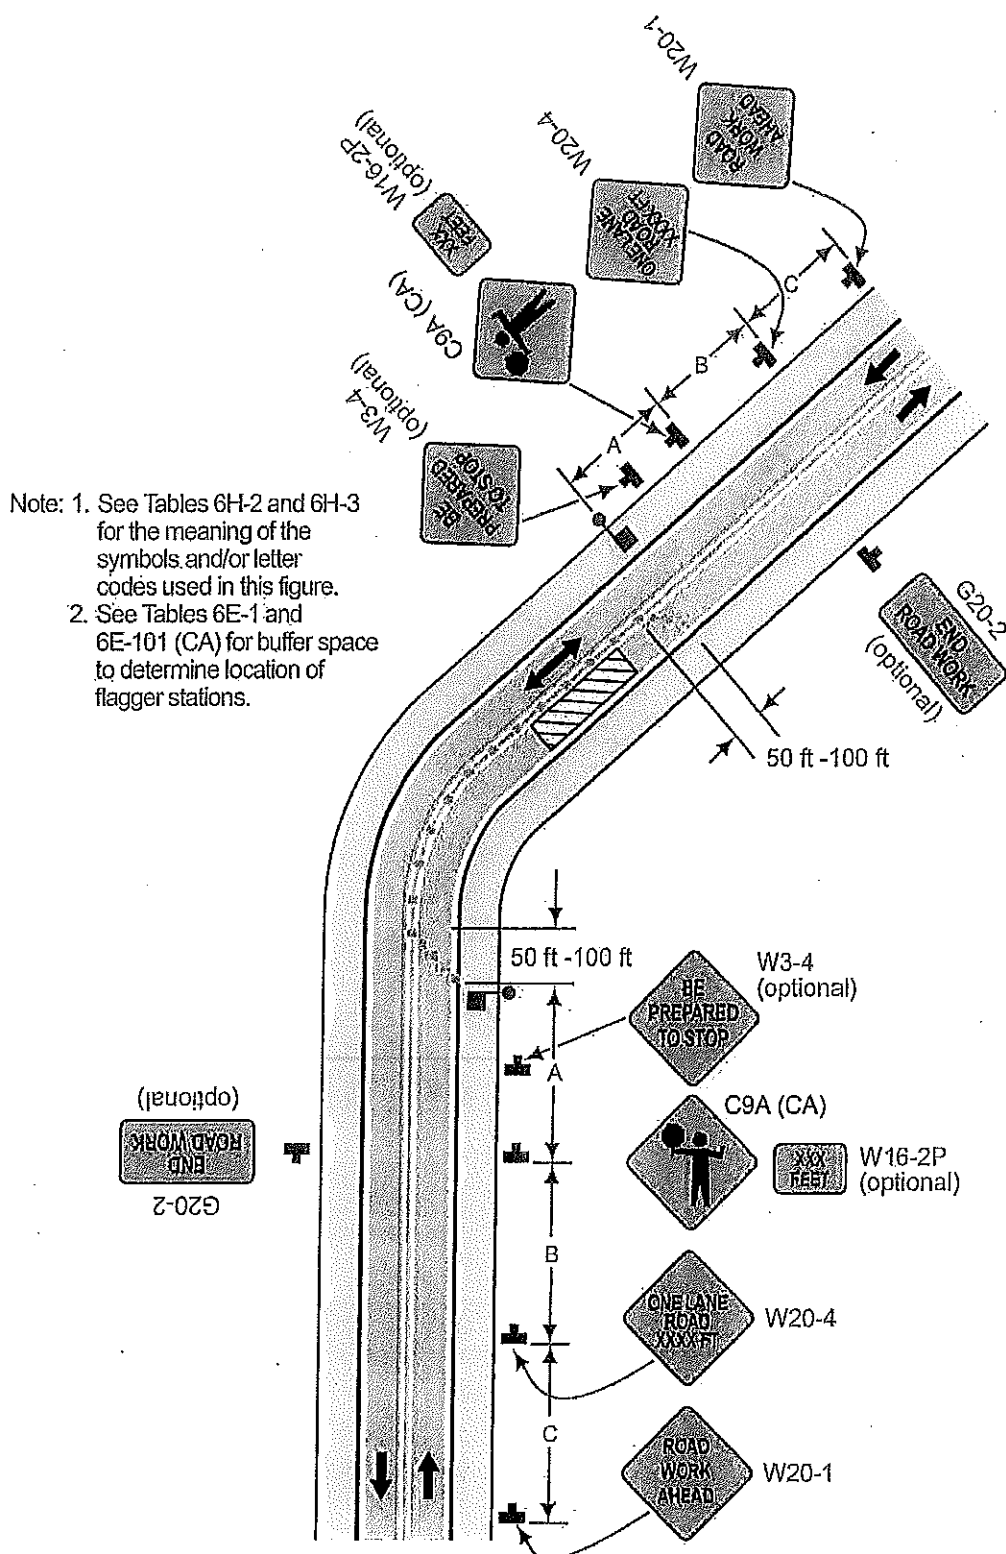 W20-1
ROAD
WORK
AHEAD
W20-4
ONE LANE
ROAD
XXXX FT
W16-2P
(optional)
XXX
FEET
C9A (CA)
W3-4
(optional)
BE
PREPARED
TO STOP
C
B
A
Note: 1. See Tables 6H-2 and 6H-3
for the meaning of the
symbols and/or letter
codes used in this figure.
2. See Tables 6E-1 and
6E-101 (CA) for buffer space
to determine location of
flagger stations.
G20-2
END
ROAD WORK
(optional)
50 ft -100 ft
50 ft -100 ft
W3-4
(optional)
BE
PREPARED
TO STOP
A
C9A (CA)
XXX
FEET
W16-2P
(optional)
G20-2
END
ROAD WORK
(optional)
B
ONE LANE
ROAD
XXXX FT
W20-4
C
ROAD
WORK
AHEAD
W20-1